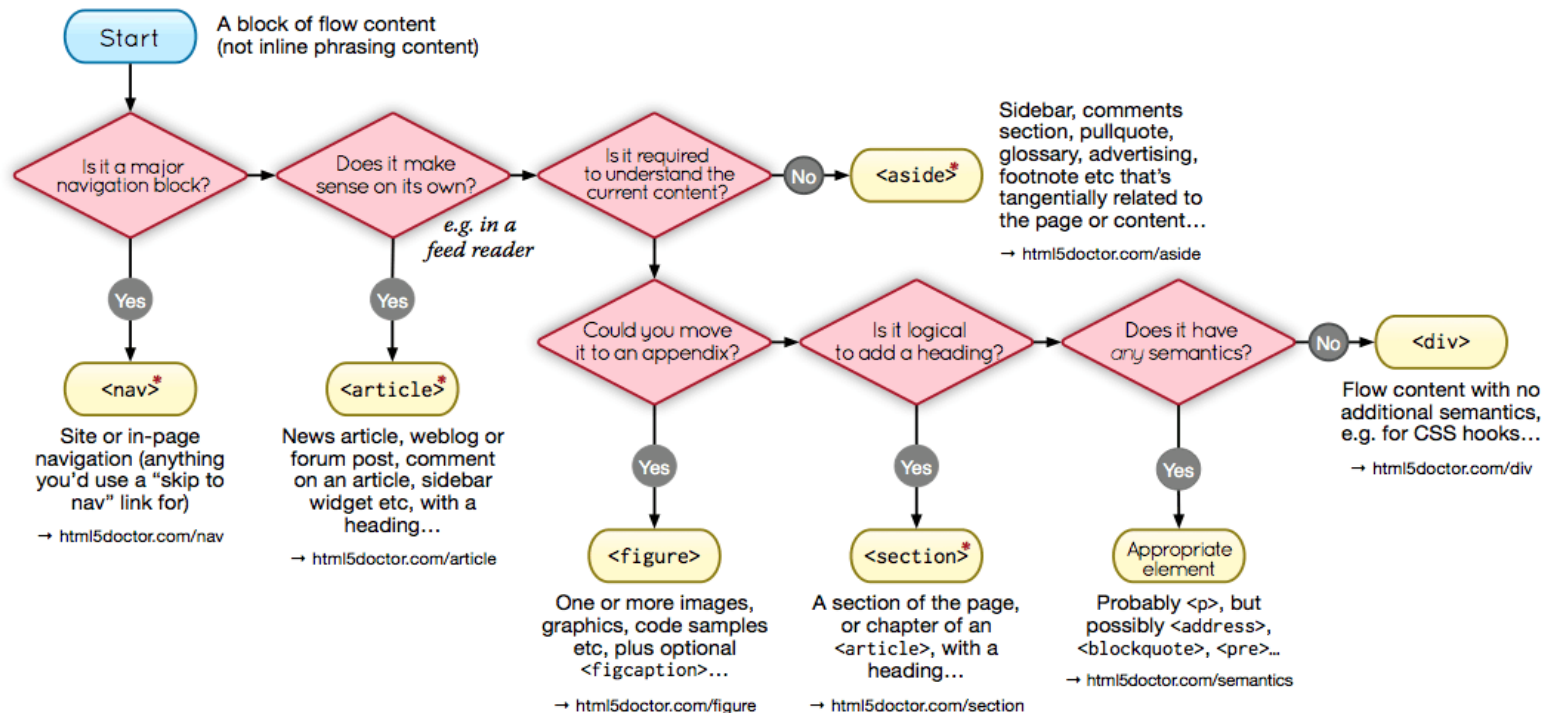 Start
A block of flow content
(not inline phrasing content)
Is it a major
navigation block?
Does it make
sense on its own?
e.g. in a
feed reader
Is it required
to understand the
current content?
No
<aside>*
Sidebar, comments
section, pullquote,
glossary, advertising,
footnote etc that's
tangentially related to
the page or content…
→ html5doctor.com/aside
Yes
<nav>*
Site or in-page
navigation (anything
you'd use a “skip to
nav” link for)
→ html5doctor.com/nav
Yes
<article>*
News article, weblog or
forum post, comment
on an article, sidebar
widget etc, with a
heading…
→ html5doctor.com/article
Could you move
it to an appendix?
Yes
<figure>
One or more images,
graphics, code samples
etc, plus optional
<figcaption>…
→ html5doctor.com/figure
Is it logical
to add a heading?
Yes
<section>*
A section of the page,
or chapter of an
<article>, with a
heading…
→ html5doctor.com/section
Does it have
any semantics?
Yes
Appropriate
element
Probably <p>, but
possibly <address>,
<blockquote>, <pre>…
→ html5doctor.com/semantics
No
<div>
Flow content with no
additional semantics,
e.g. for CSS hooks…
→ html5doctor.com/div